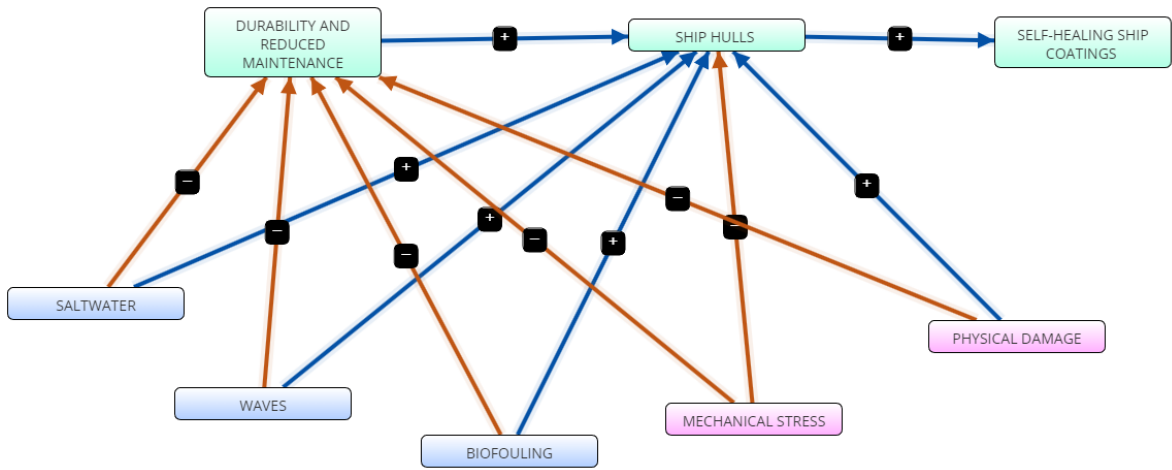 DURABILITY AND
REDUCED
MAINTENANCE
+
SHIP HULLS
+
SELF-HEALING SHIP
COATINGS
−
+
−
+
−
+
−
−
−
+
SALTWATER
WAVES
BIOFOULING
MECHANICAL STRESS
PHYSICAL DAMAGE